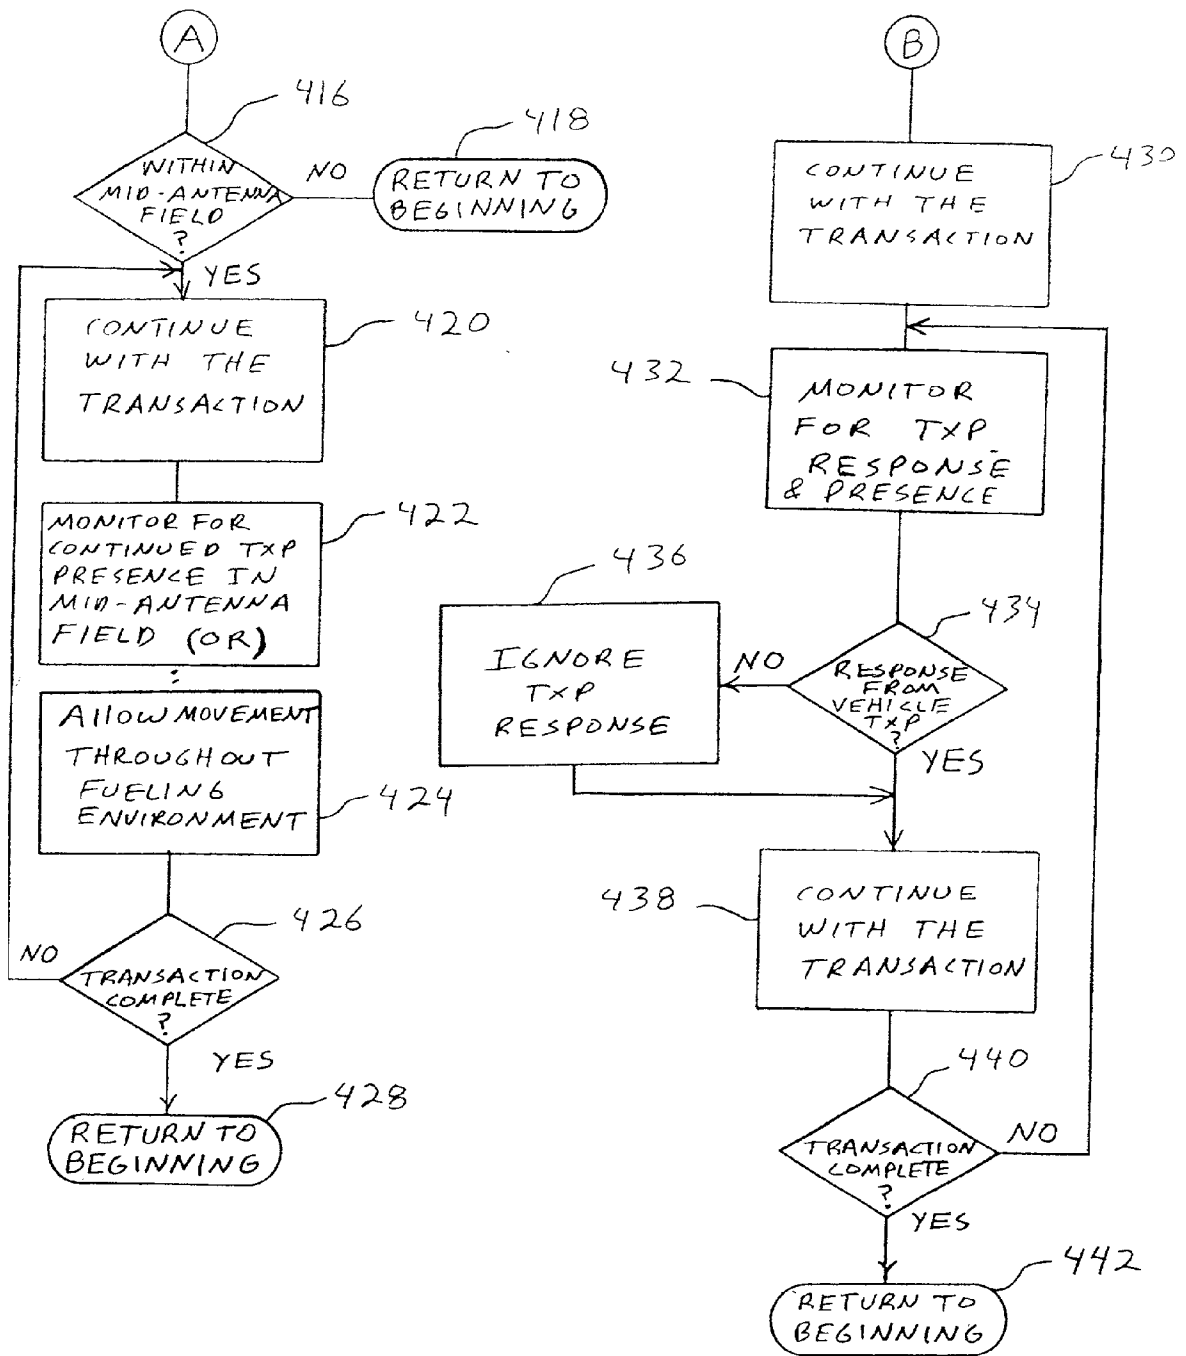 A
416
WITHIN
MID-ANTENNA
FIELD
?
NO
418
RETURN TO
BEGINNING
YES
CONTINUE
WITH THE
TRANSACTION
420
MONITOR FOR
CONTINUED TXP
PRESENCE IN
MID-ANTENNA
FIELD (OR)
422
ALLOW MOVEMENT
THROUGHOUT
FUELING
ENVIRONMENT
424
426
NO
TRANSACTION
COMPLETE
?
YES
428
RETURN TO
BEGINNING
B
CONTINUE
WITH THE
TRANSACTION
430
432
MONITOR
FOR TXP
RESPONSE
& PRESENCE
436
434
IGNORE
TXP
RESPONSE
NO
RESPONSE
FROM
VEHICLE
TXP
?
YES
438
CONTINUE
WITH THE
TRANSACTION
440
TRANSACTION
COMPLETE
?
NO
YES
442
RETURN TO
BEGINNING